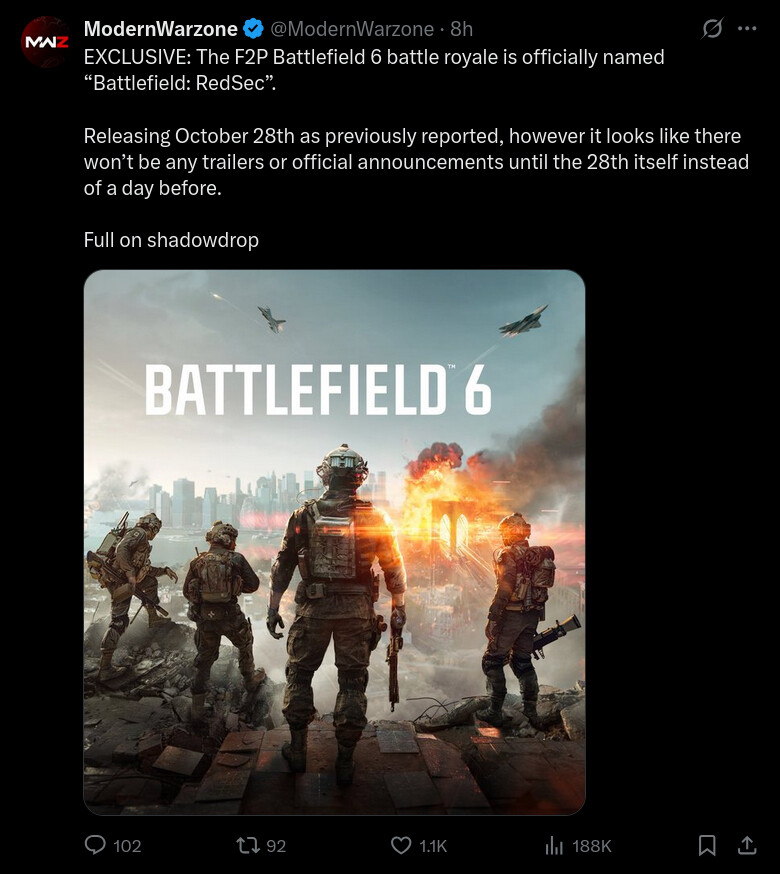 MWZ
ModernWarzone @ModernWarzone · 8h
EXCLUSIVE: The F2P Battlefield 6 battle royale is officially named
“Battlefield: RedSec”.
Releasing October 28th as previously reported, however it looks like there
won’t be any trailers or official announcements until the 28th itself instead
of a day before.
Full on shadowdrop
BATTLEFIELD™ 6
102 92 1.1K 188K